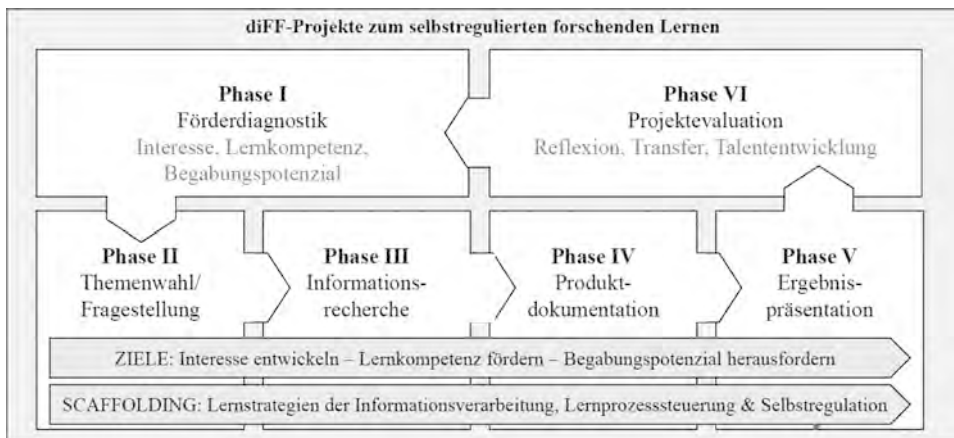 diFF-Projekte zum selbstregulierten forschenden Lernen
Phase I
Förderdiagnostik
Interesse, Lernkompetenz,
Begabungspotenzial
Phase VI
Projektevaluation
Reflexion, Transfer, Talententwicklung
Phase II
Themenwahl/
Fragestellung
Phase III
Informations-
recherche
Phase IV
Produkt-
dokumentation
Phase V
Ergebnis-
präsentation
ZIELE: Interesse entwickeln – Lernkompetenz fördern – Begabungspotenzial herausfordern
SCAFFOLDING: Lernstrategien der Informationsverarbeitung, Lernprozesssteuerung & Selbstregulation